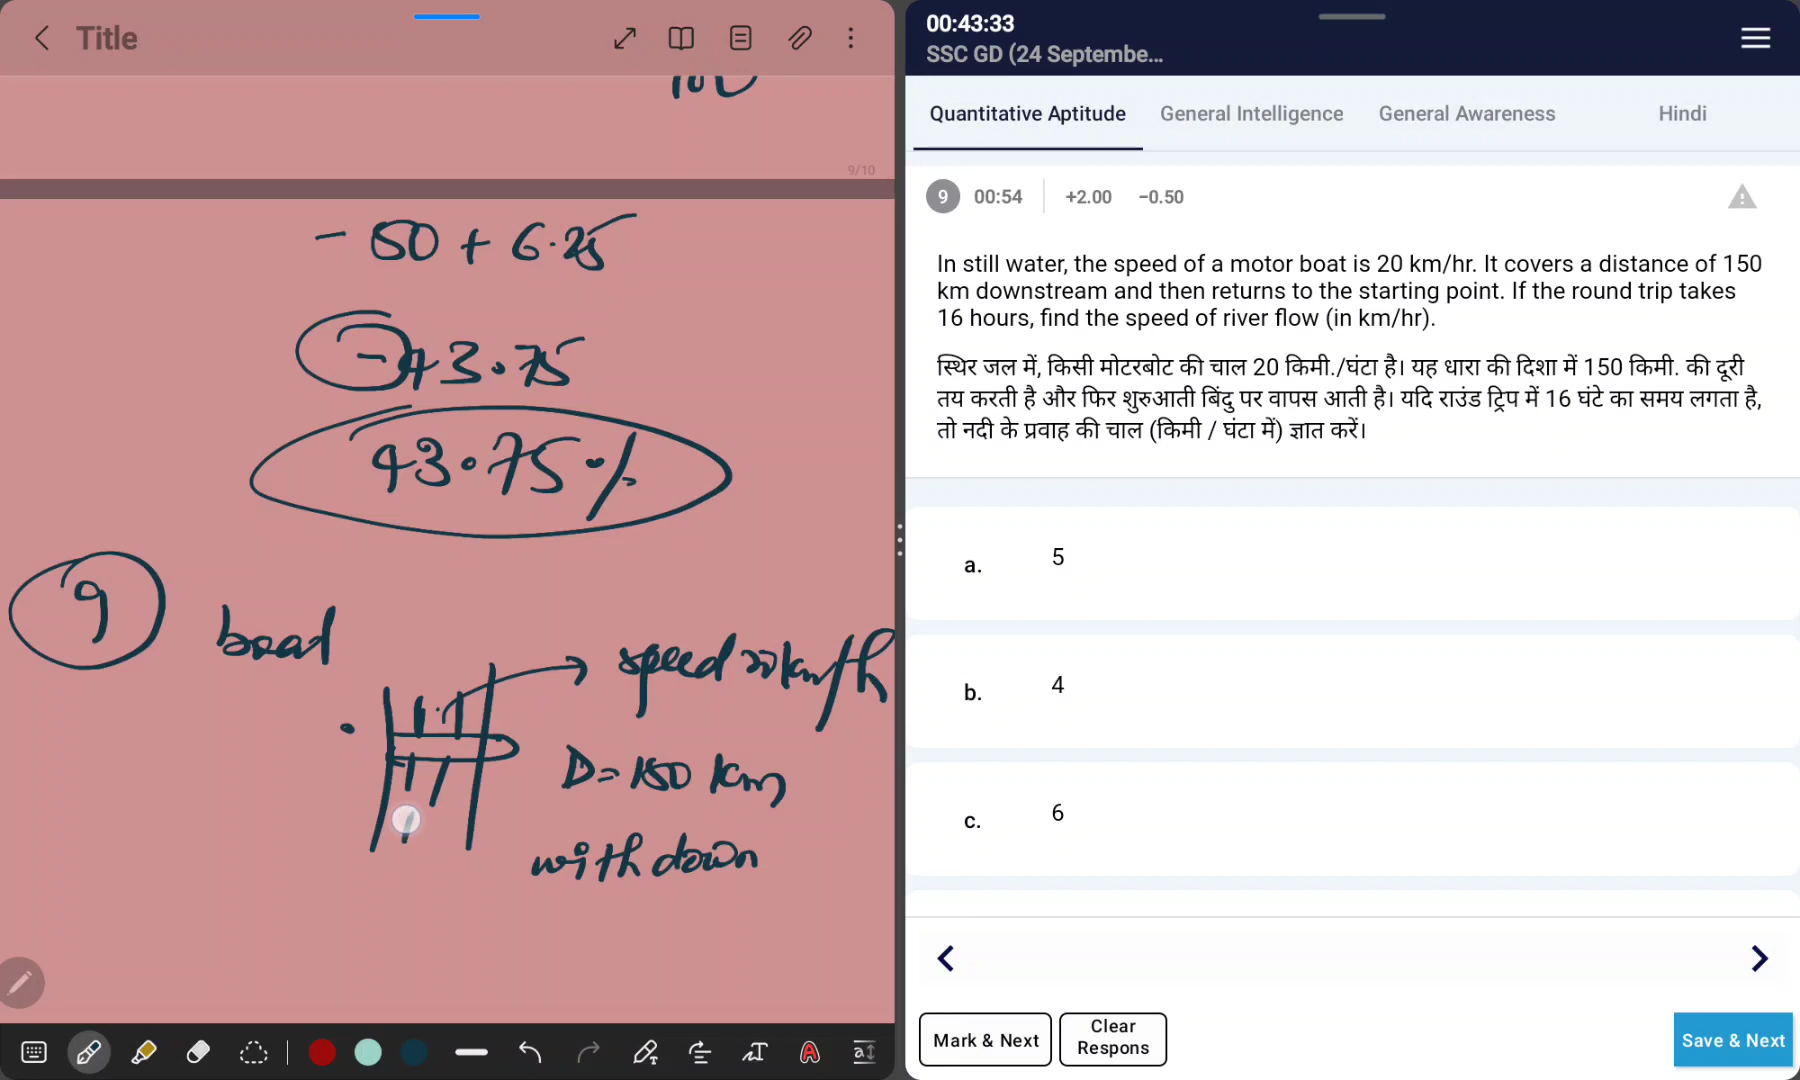 Title
9/10
- 50 + 6.25
- 43.75
43.75 %
9
boat
speed 20 km/h
D = 150 km
with down
00:43:33
SSC GD (24 Septembe...
Quantitative Aptitude General Intelligence General Awareness Hindi
9 00:54 +2.00 −0.50
In still water, the speed of a motor boat is 20 km/hr. It covers a distance of 150
km downstream and then returns to the starting point. If the round trip takes
16 hours, find the speed of river flow (in km/hr).
स्थिर जल में, किसी मोटरबोट की चाल 20 किमी./घंटा है। यह धारा की दिशा में 150 किमी. की दूरी
तय करती है और फिर शुरुआती बिंदु पर वापस आती है। यदि राउंड ट्रिप में 16 घंटे का समय लगता है,
तो नदी के प्रवाह की चाल (किमी / घंटा में) ज्ञात करें।
a. 5
b. 4
c. 6
Mark & Next
Clear
Respons
Save & Next